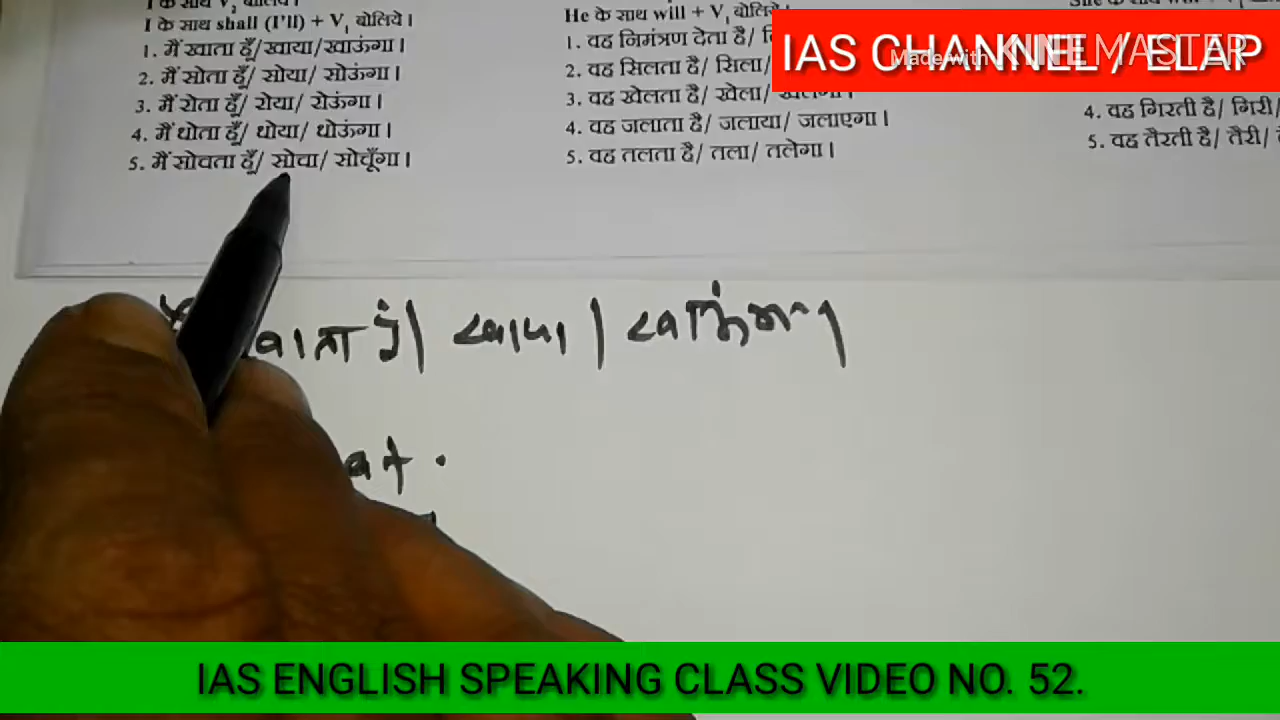 I के साथ V₂ बोलिये।
I के साथ shall (I'll) + V₁ बोलिये।
1. मैं खाता हूँ/खाया/खाऊंगा।
2. मैं सोता हूँ/ सोया/ सोऊंगा।
3. मैं रोता हूँ/ रोया/ रोऊंगा।
4. मैं धोता हूँ/ धोया/ धोऊंगा।
5. मैं सोचता हूँ/ सोचा/ सोचूँगा।
He के साथ will + V₁ बोलिये।
1. वह निमंत्रण देता है/
2. वह सिलता है/ सिला/
3. वह खेलता है/ खेला/ खेलेगा।
4. वह जलाता है/ जलाया/ जलाएगा।
5. वह तलता है/ तला/ तलेगा।
4. वह गिरती है/ गिरी/
5. वह तैरती है/ तैरी/
IAS CHANNEL / ELAP
Made with KINEMASTER
खाता हूँ| खाया | खाऊंगा|
eat .
IAS ENGLISH SPEAKING CLASS VIDEO NO. 52.